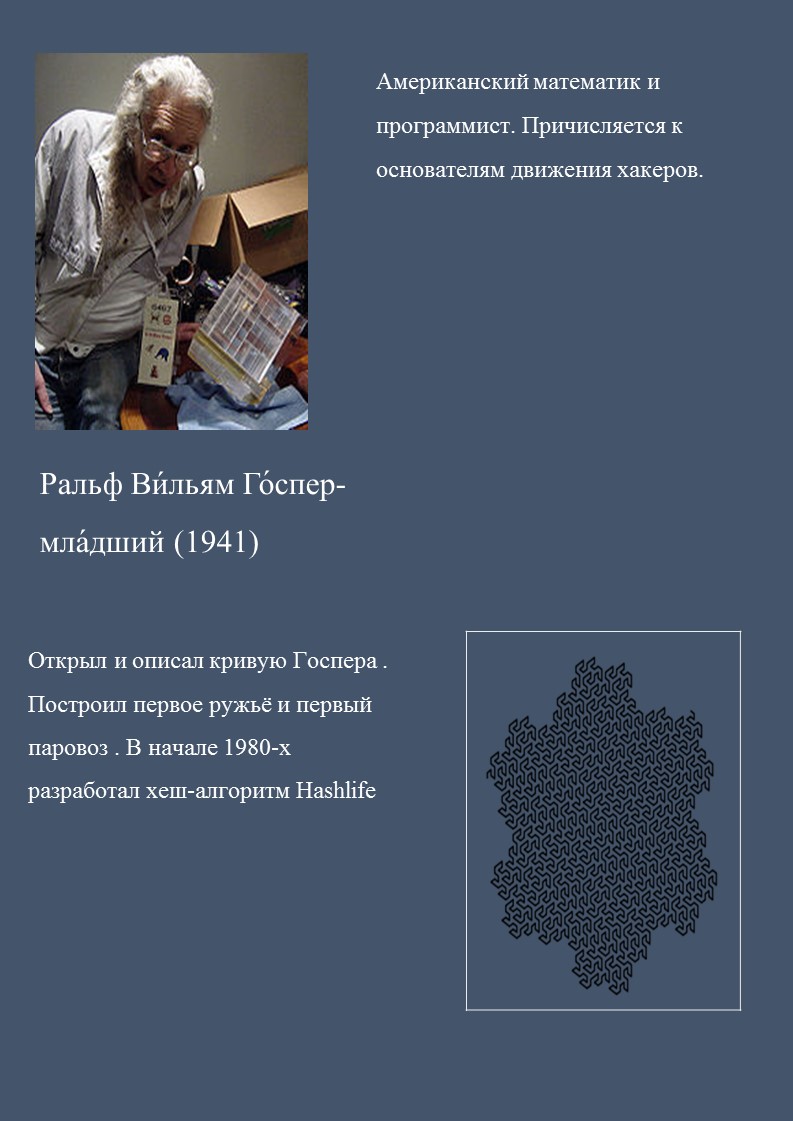 Американский математик и
программист. Причисляется к
основателям движения хакеров.
G4G7
Ральф Ви́льям Го́спер-
мла́дший (1941)
Открыл и описал кривую Госпера .
Построил первое ружьё и первый
паровоз . В начале 1980-х
разработал хеш-алгоритм Hashlife